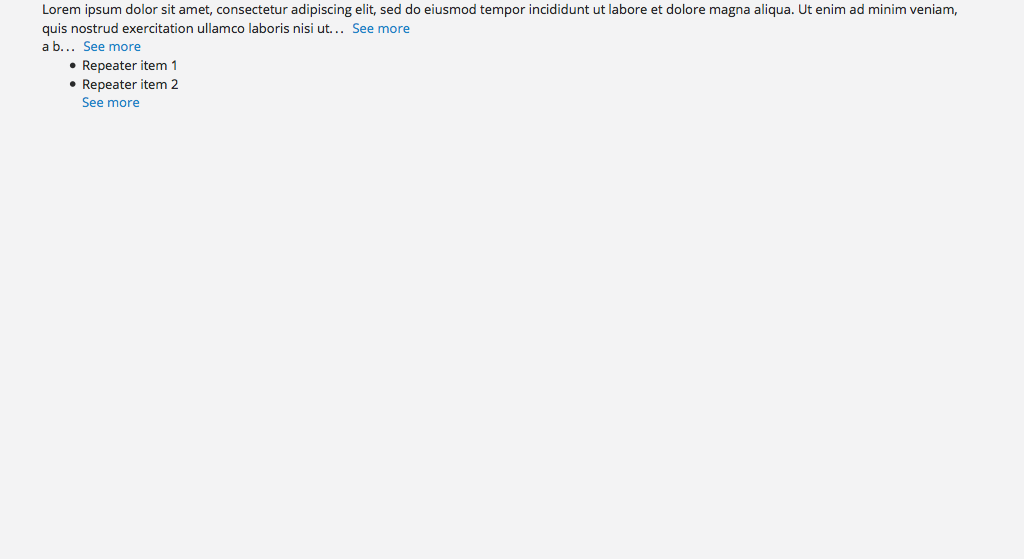 Lorem ipsum dolor sit amet, consectetur adipiscing elit, sed do eiusmod tempor incididunt ut labore et dolore magna aliqua. Ut enim ad minim veniam,
quis nostrud exercitation ullamco laboris nisi ut... See more
a b... See more
• Repeater item 1
• Repeater item 2
See more